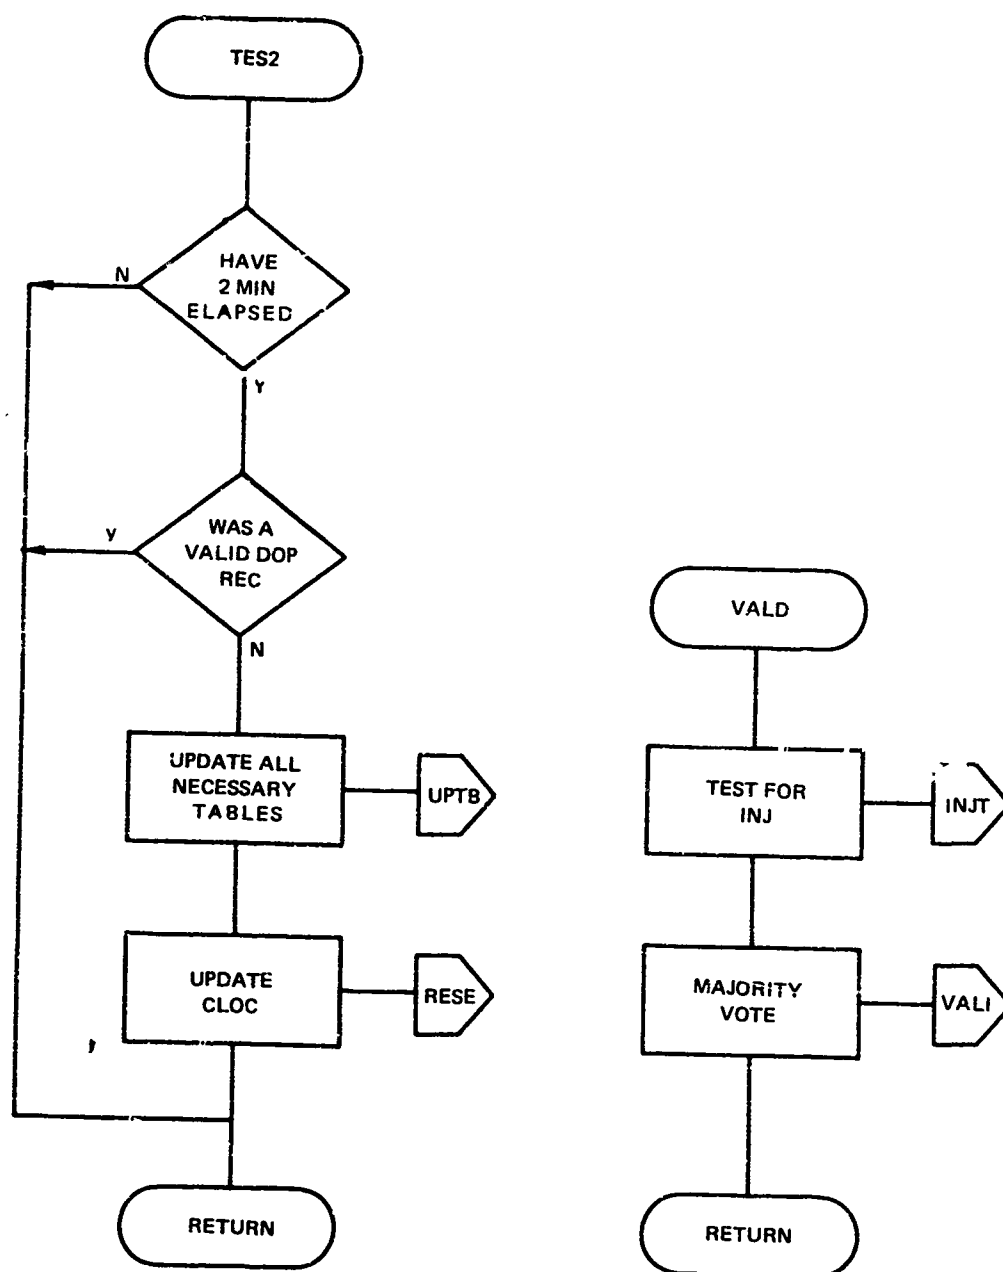 TES2
HAVE
2 MIN
ELAPSED
N
Y
WAS A
VALID DOP
REC
Y
N
UPDATE ALL
NECESSARY
TABLES
UPTB
UPDATE
CLOC
RESE
RETURN
VALD
TEST FOR
INJ
INJT
MAJORITY
VOTE
VALI
RETURN